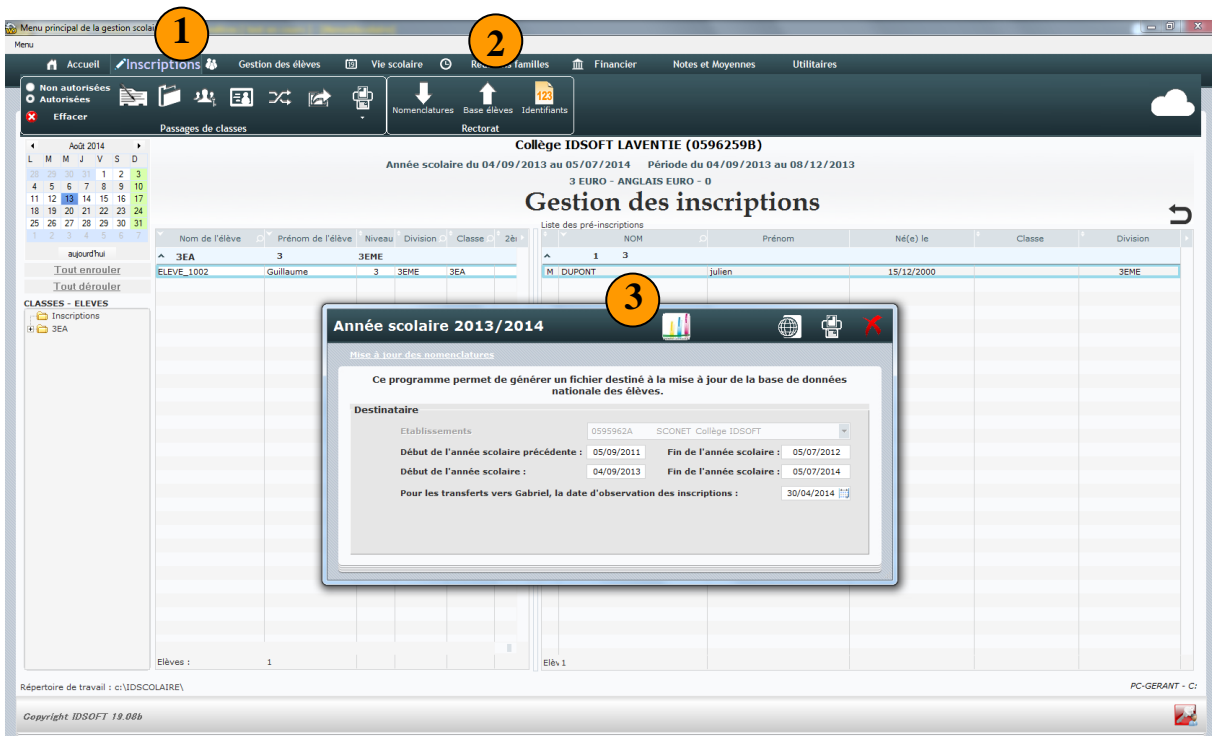 Menu principal de la gestion scolai
1
2
Menu
Accueil Inscriptions Gestion des élèves Vie scolaire familles Financier Notes et Moyennes Utilitaires
Non autorisées
Autorisées
Effacer
Passages de classes
Nomenclatures Base élèves Identifiants
123
Rectorat
Août 2014
L M M J V S D
28 29 30 31 1 2 3
4 5 6 7 8 9 10
11 12 13 14 15 16 17
18 19 20 21 22 23 24
25 26 27 28 29 30 31
1 2 3 4 5 6 7
aujourd'hui
Tout enrouler
Tout dérouler
CLASSES - ELEVES
Inscriptions
3EA
Collège IDSOFT LAVENTIE (0596259B)
Année scolaire du 04/09/2013 au 05/07/2014 Période du 04/09/2013 au 08/12/2013
3 EURO - ANGLAIS EURO - 0
Gestion des inscriptions
Liste des pré-inscriptions
Nom de l'élève Prénom de l'élève Niveau Division Classe 2è
3EA 3 3EME
ELEVE_1002 Guillaume 3 3EME 3EA
Elèves : 1
NOM Prénom Né(e) le Classe Division
1 3
M DUPONT julien 15/12/2000 3EME
Elèv 1
3
Année scolaire 2013/2014
Mise à jour des nomenclatures
Ce programme permet de générer un fichier destiné à la mise à jour de la base de données
nationale des élèves.
Destinataire
Etablissements 0595962A SCONET Collège IDSOFT
Début de l'année scolaire précédente : 05/09/2011 Fin de l'année scolaire : 05/07/2012
Début de l'année scolaire : 04/09/2013 Fin de l'année scolaire : 05/07/2014
Pour les transferts vers Gabriel, la date d'observation des inscriptions : 30/04/2014
Répertoire de travail : c:\IDSCOLAIRE\
PC-GERANT - C:
Copyright IDSOFT 19.06b